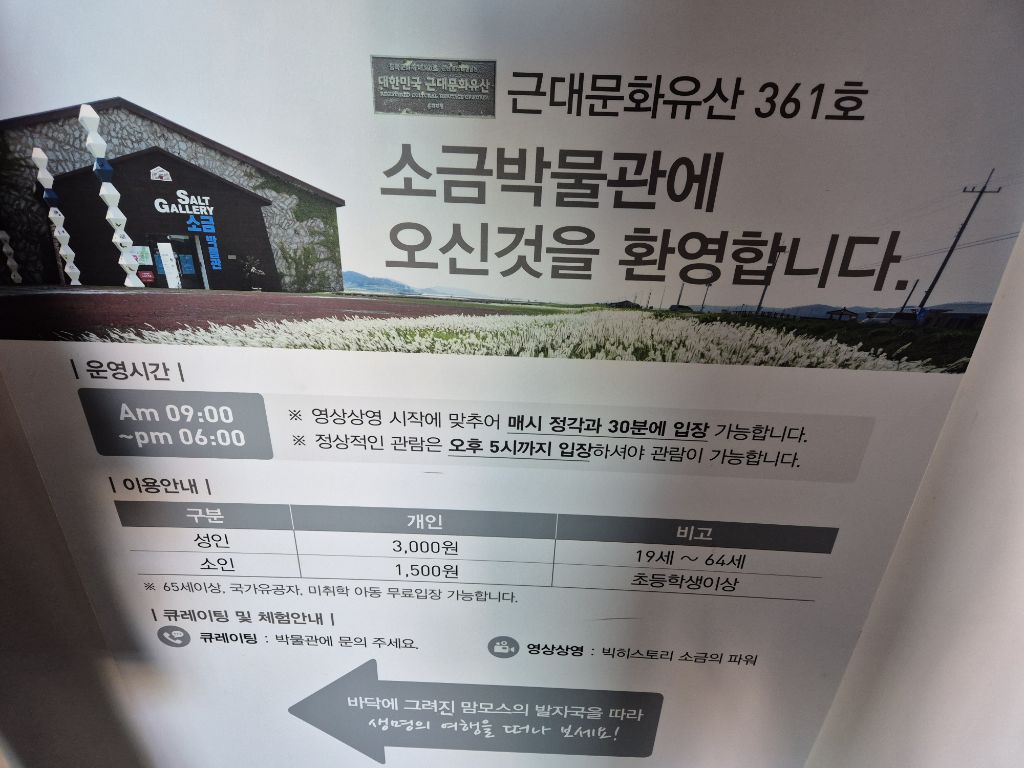 대한민국 근대문화유산
근대문화유산 361호
소금박물관에
오신것을 환영합니다.
SALT
GALLERY
소금
박물관
| 운영시간 |
Am 09:00
~pm 06:00
※ 영상상영 시작에 맞추어 매시 정각과 30분에 입장 가능합니다.
※ 정상적인 관람은 오후 5시까지 입장하셔야 관람이 가능합니다.
| 이용안내 |
구분 개인 비고
성인 3,000원 19세 ~ 64세
소인 1,500원 초등학생이상
※ 65세이상, 국가유공자, 미취학 아동 무료입장 가능합니다.
| 큐레이팅 및 체험안내 |
큐레이팅 : 박물관에 문의 주세요.
영상상영 : 빅히스토리 소금의 파워
바닥에 그려진 맘모스의 발자국을 따라
생명의 여행을 떠나 보세요!